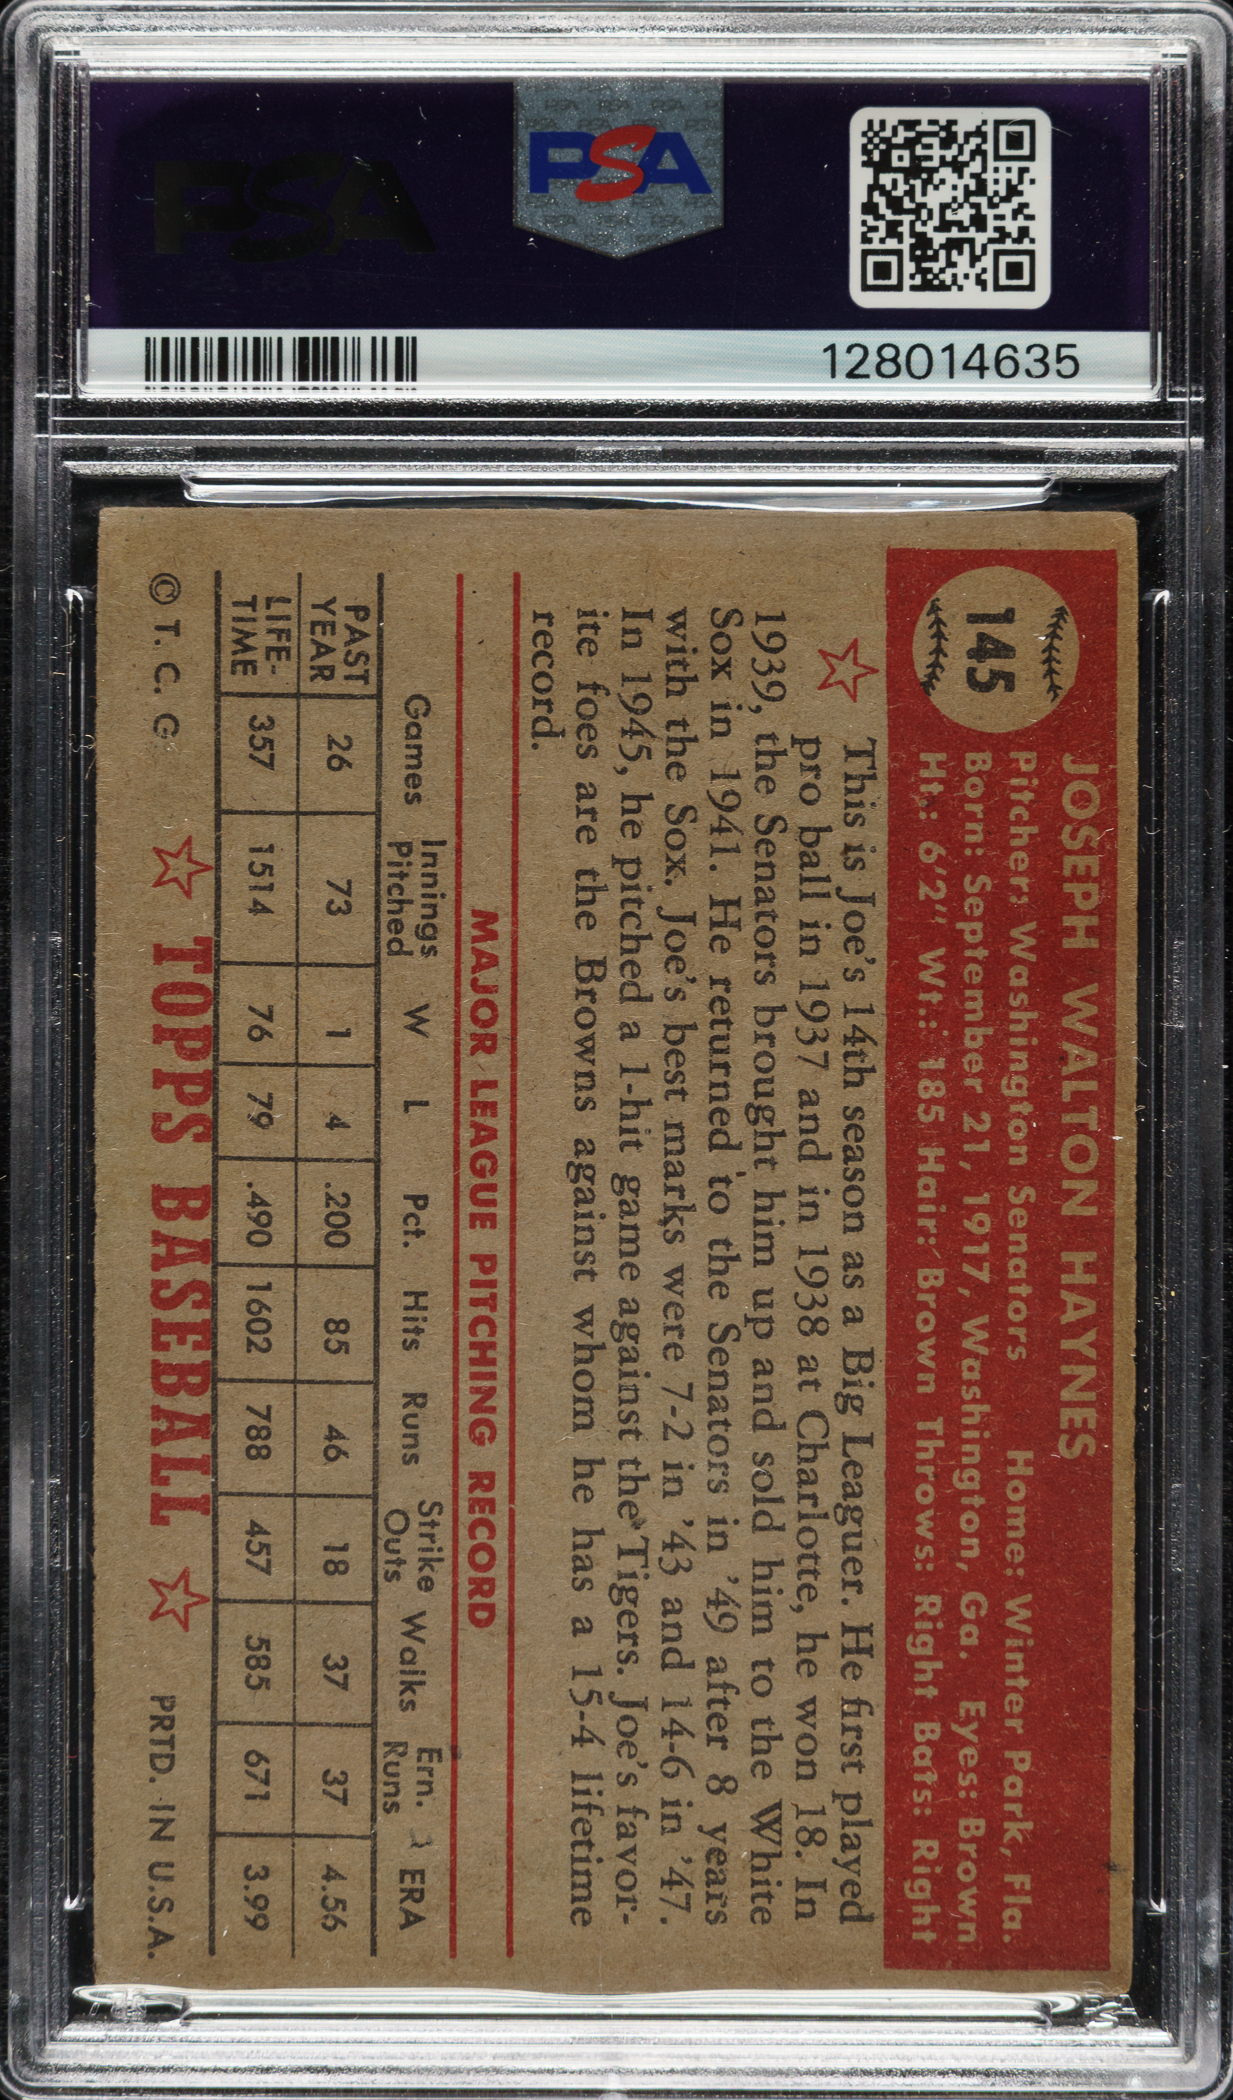 PSA
PSA
128014635
145
JOSEPH WALTON HAYNES
Pitcher: Washington Senators Home: Winter Park, Fla.
Born: September 21, 1917, Washington, Ga. Eyes: Brown
Ht.: 6'2" Wt.: 185 Hair: Brown Throws: Right Bats: Right
This is Joe's 14th season as a Big Leaguer. He first played
pro ball in 1937 and in 1938 at Charlotte, he won 18. In
1939, the Senators brought him up and sold him to the White
Sox in 1941. He returned to the Senators in '49 after 8 years
with the Sox. Joe's best marks were 7-2 in '43 and 14-6 in '47.
In 1945, he pitched a 1-hit game against the Tigers. Joe's favor-
ite foes are the Browns against whom he has a 15-4 lifetime
record.
MAJOR LEAGUE PITCHING RECORD
Games Innings Pitched W L Pct. Hits Runs Strike Outs Walks Ern. Runs ERA
PAST YEAR 26 73 1 4 .200 85 46 18 37 37 4.56
LIFE-TIME 357 1514 76 79 .490 1602 788 457 585 671 3.99
© T. C. G. TOPPS BASEBALL PRTD. IN U.S.A.